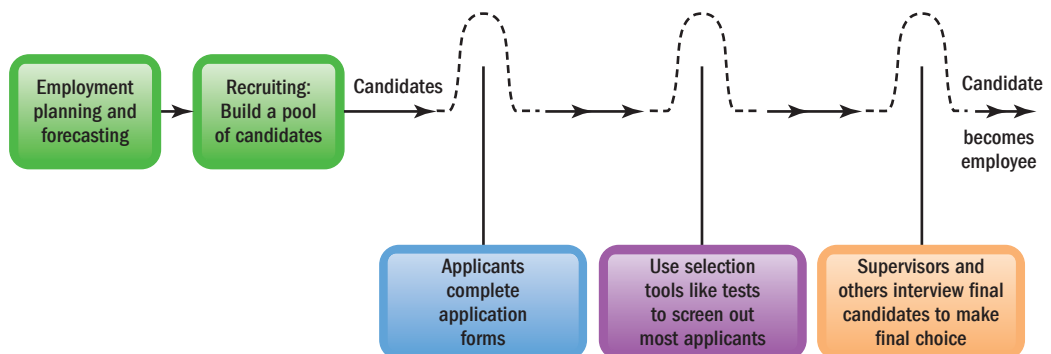 Employment
planning and
forecasting
Recruiting:
Build a pool
of candidates
Candidates
Candidate
becomes
employee
Applicants
complete
application
forms
Use selection
tools like tests
to screen out
most applicants
Supervisors and
others interview final
candidates to make
final choice